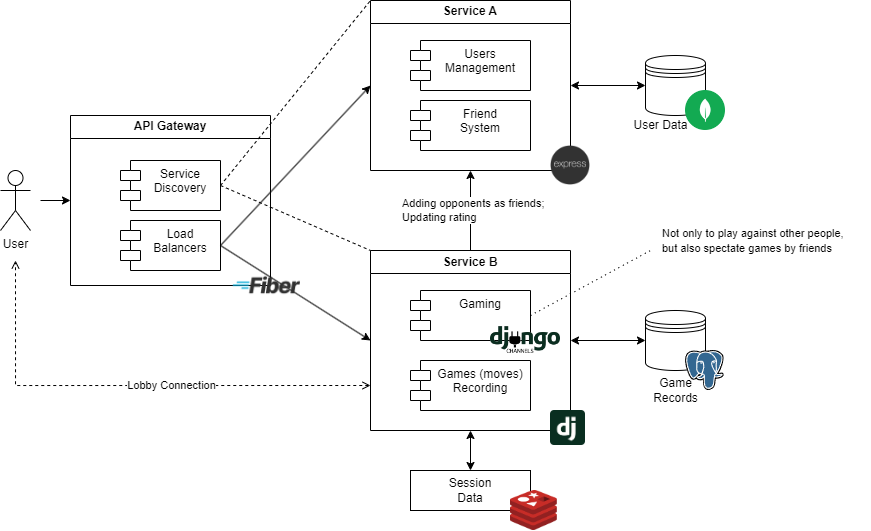 Service A
Users
Management
Friend
System
express
User Data
API Gateway
Service
Discovery
Load
Balancers
Fiber
User
Adding opponents as friends;
Updating rating
Service B
Gaming
django
CHANNELS
Games (moves)
Recording
dj
Not only to play against other people,
but also spectate games by friends
Game
Records
Lobby Connection
Session
Data